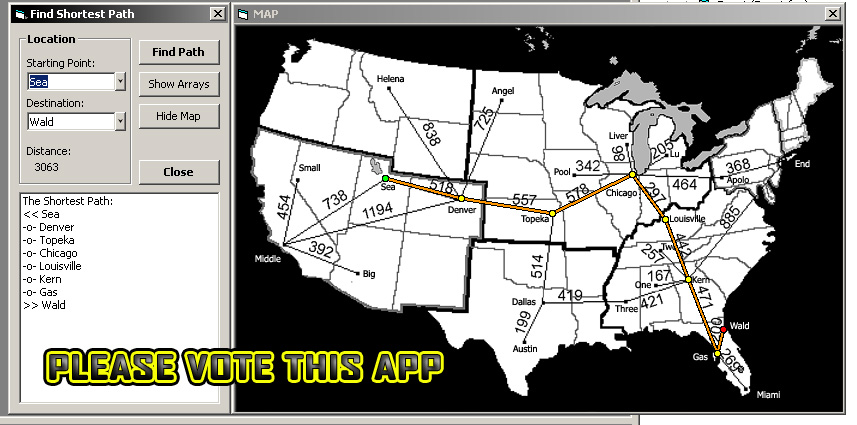 Find Shortest Path
MAP
Location
Starting Point:
Sea
Destination:
Wald
Distance:
3063
Find Path
Show Arrays
Hide Map
Close
The Shortest Path:
<< Sea
-o- Denver
-o- Topeka
-o- Chicago
-o- Louisville
-o- Kern
-o- Gas
>> Wald
Helena
Angel
838
725
Small
Sea
738
518
454
1194
Denver
392
Middle
Big
557
Topeka
578
Liver
86
Lu
205
Pool
342
Chicago
464
368
Apolo
End
Louisville
885
442
Tw
257
167
One
Kern
421
Three
471
514
Dallas
419
199
Austin
Wald
Gas
269
Miami
PLEASE VOTE THIS APP